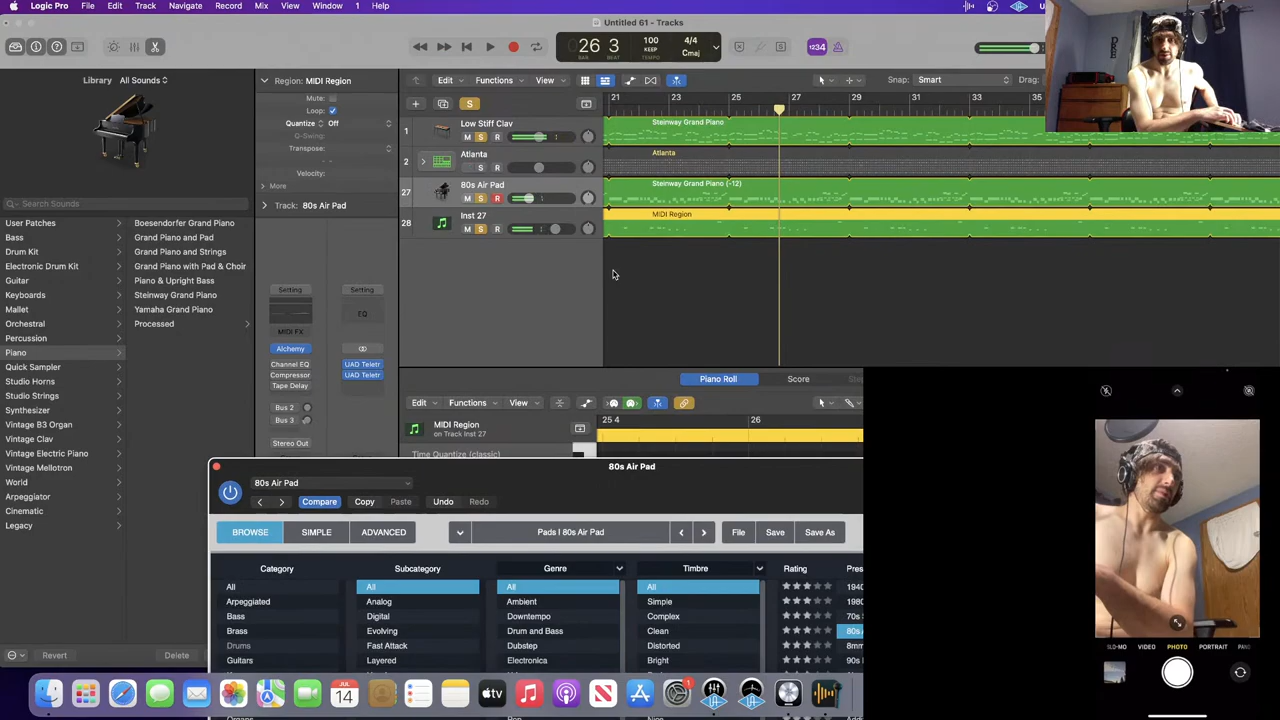 Logic Pro File Edit Track Navigate Record Mix View Window 1 Help
Untitled 61 - Tracks
26 3
BAR BEAT
100
KEEP
TEMPO
4/4
Cmaj
1234
Library All Sounds
Search Sounds
User Patches
Bass
Drum Kit
Electronic Drum Kit
Guitar
Keyboards
Mallet
Orchestral
Percussion
Piano
Quick Sampler
Studio Horns
Studio Strings
Synthesizer
Vintage B3 Organ
Vintage Clav
Vintage Electric Piano
Vintage Mellotron
World
Arpeggiator
Cinematic
Legacy
Boesendorfer Grand Piano
Grand Piano and Pad
Grand Piano and Strings
Grand Piano with Pad & Choir
Piano & Upright Bass
Steinway Grand Piano
Yamaha Grand Piano
Processed
Revert
Delete
Region: MIDI Region
Mute:
Loop:
Quantize Off
Q-Swing:
Transpose:
Velocity:
More
Track: 80s Air Pad
Setting
MIDI FX
Alchemy
Channel EQ
Compressor
Tape Delay
Bus 2
Bus 3
Stereo Out
Setting
EQ
UAD Teletr
UAD Teletr
Edit Functions View
Snap: Smart Drag:
S
21 23 25 27 29 31 33 35
1 Low Stiff Clav
M S R
2 Atlanta
S R
27 80s Air Pad
M S R
28 Inst 27
M S R
Steinway Grand Piano
Atlanta
Steinway Grand Piano (-12)
MIDI Region
Piano Roll Score
Edit Functions View
25 4 26
MIDI Region
on Track Inst 27
Time Quantize (classic)
80s Air Pad
80s Air Pad
Compare Copy Paste Undo Redo
BROWSE SIMPLE ADVANCED
Pads | 80s Air Pad
File Save Save As
Category Subcategory Genre Timbre Rating Pres
All All All All 1940
Arpeggiated Analog Ambient Simple 1980
Bass Digital Downtempo Complex 70s
Brass Evolving Drum and Bass Clean 80s
Drums Fast Attack Dubstep Distorted 8mm
Guitars Layered Electronica Bright 90s
JUL
14
1
SLO-MO VIDEO PHOTO PORTRAIT PANO